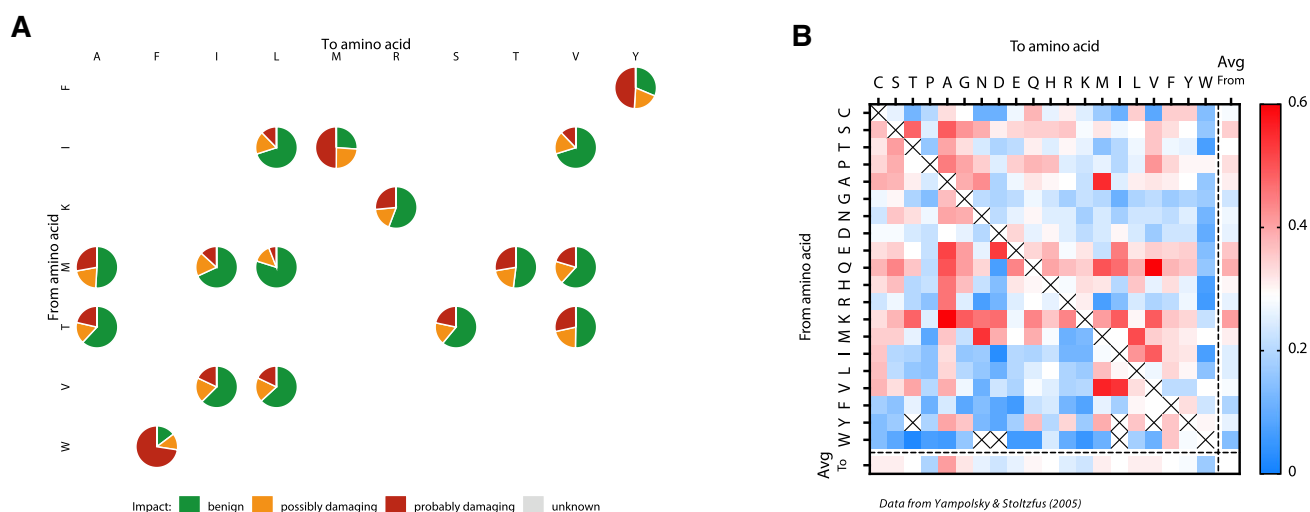 A
To amino acid
A F I L M R S T V Y
From amino acid
F
I
K
M
T
V
W
Impact: benign possibly damaging probably damaging unknown
B
To amino acid
Avg
From
C S T P A G N D E Q H R K M I L V F Y W
From amino acid
C
S
T
P
A
G
N
D
E
Q
H
R
K
M
I
L
V
F
Y
W
Avg
To
0.6
0.4
0.2
0
Data from Yampolsky & Stoltzfus (2005)